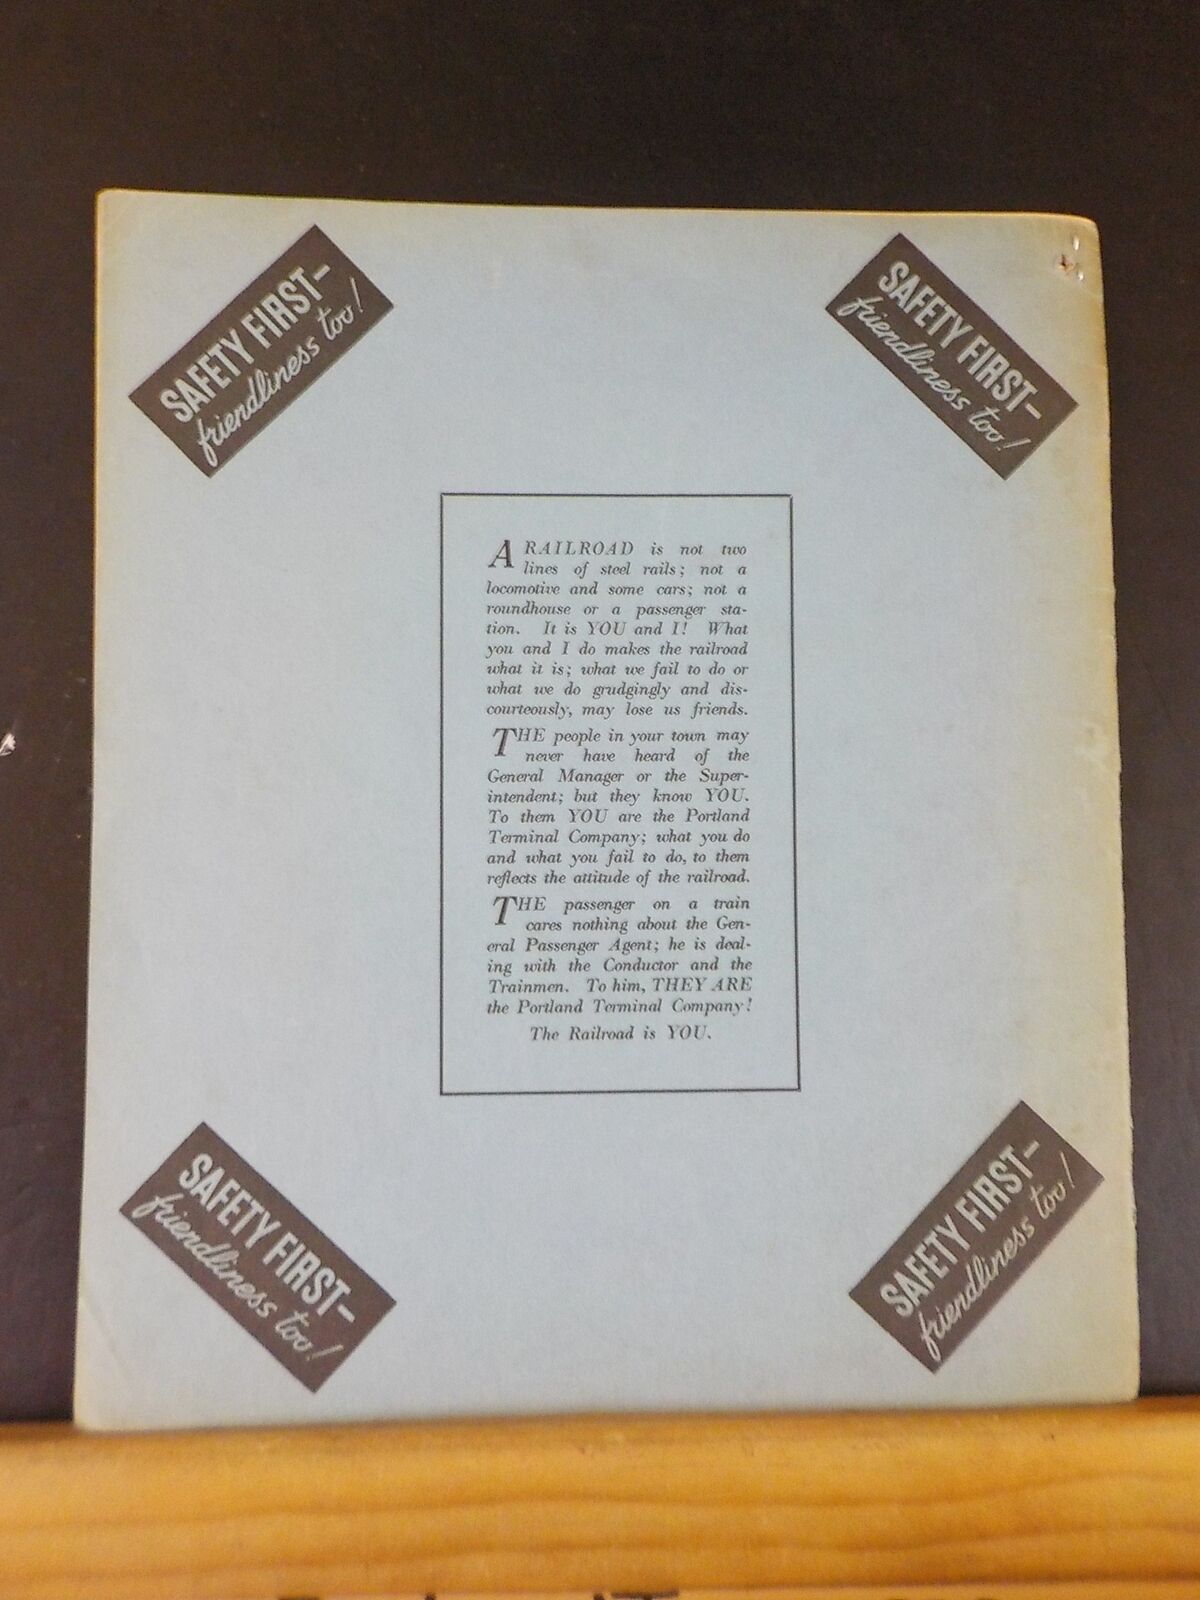 SAFETY FIRST—
friendliness too!
SAFETY FIRST—
friendliness too!
A RAILROAD is not two
lines of steel rails; not a
locomotive and some cars; not a
roundhouse or a passenger sta-
tion. It is YOU and I! What
you and I do makes the railroad
what it is; what we fail to do or
what we do grudgingly and dis-
courteously, may lose us friends.
THE people in your town may
never have heard of the
General Manager or the Super-
intendent; but they know YOU.
To them YOU are the Portland
Terminal Company; what you do
and what you fail to do, to them
reflects the attitude of the railroad.
THE passenger on a train
cares nothing about the Gen-
eral Passenger Agent; he is deal-
ing with the Conductor and the
Trainmen. To him, THEY ARE
the Portland Terminal Company!
The Railroad is YOU.
SAFETY FIRST—
friendliness too!
SAFETY FIRST—
friendliness too!